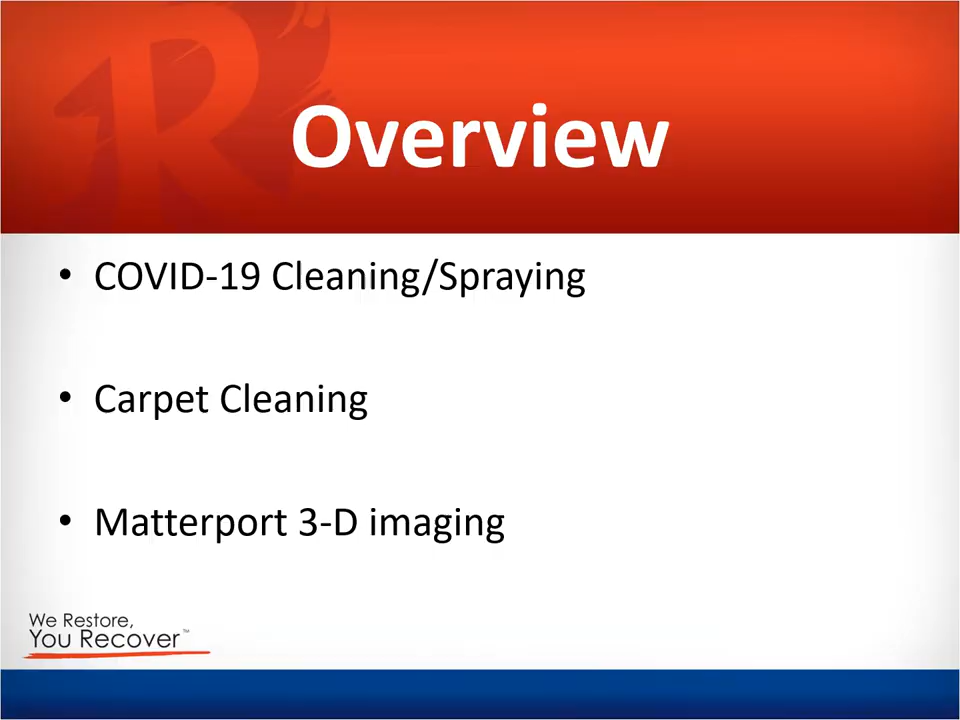 Overview
• COVID-19 Cleaning/Spraying
• Carpet Cleaning
• Matterport 3-D imaging
We Restore,
You Recover™